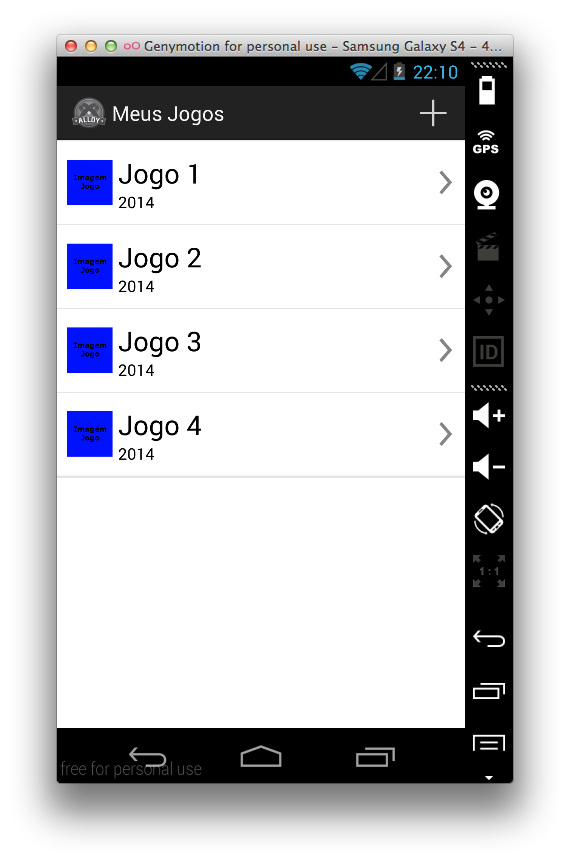 Genymotion for personal use – Samsung Galaxy S4 – 4...
22:10
ALLOY
Meus Jogos
GPS
Imagem
Jogo
Jogo 1
2014
Imagem
Jogo
Jogo 2
2014
Imagem
Jogo
Jogo 3
2014
ID
Imagem
Jogo
Jogo 4
2014
1:1
free for personal use